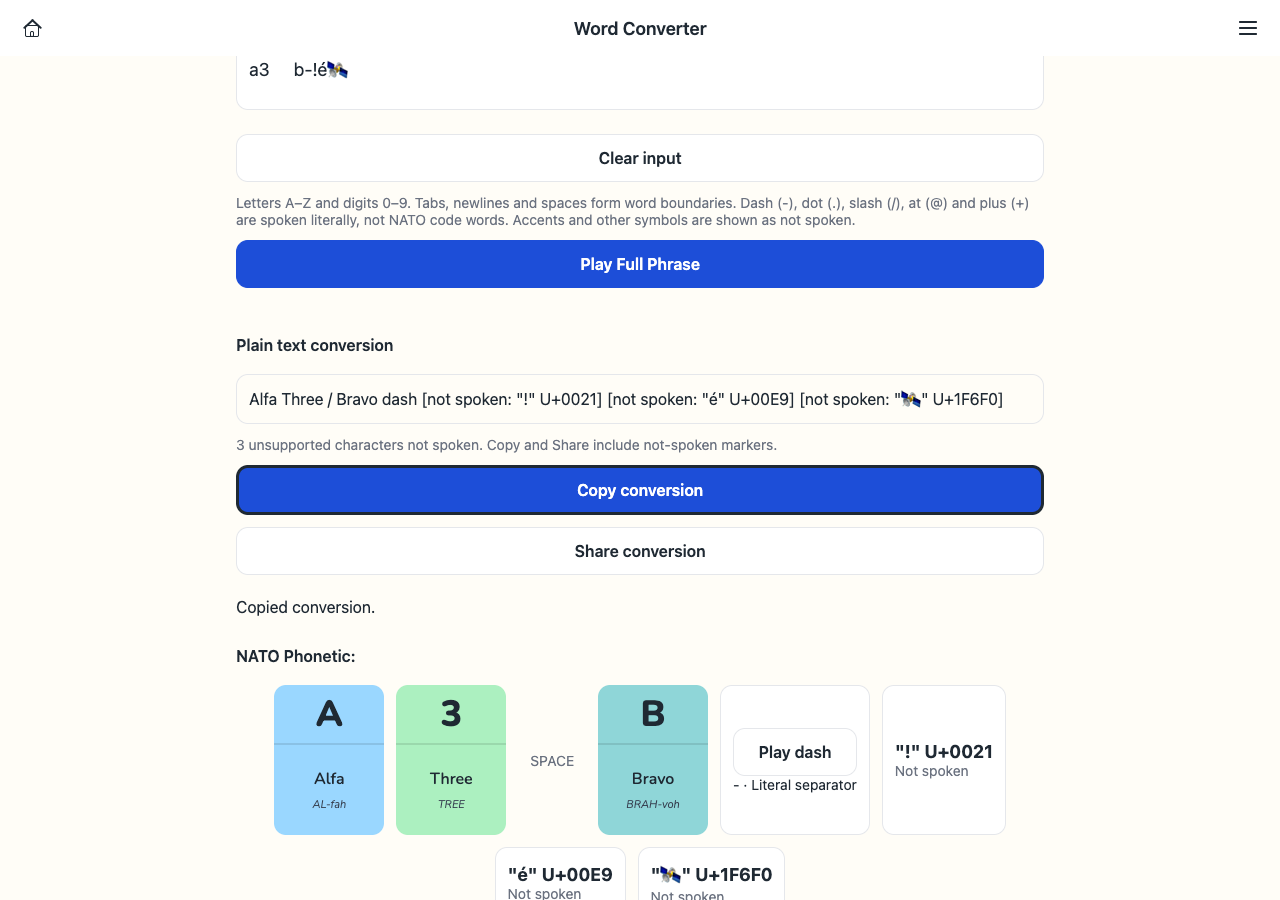 Word Converter
a3 b-!é🛰
Clear input
Letters A–Z and digits 0–9. Tabs, newlines and spaces form word boundaries. Dash (-), dot (.), slash (/), at (@) and plus (+)
are spoken literally, not NATO code words. Accents and other symbols are shown as not spoken.
Play Full Phrase
Plain text conversion
Alfa Three / Bravo dash [not spoken: "!" U+0021] [not spoken: "é" U+00E9] [not spoken: "🛰" U+1F6F0]
3 unsupported characters not spoken. Copy and Share include not-spoken markers.
Copy conversion
Share conversion
Copied conversion.
NATO Phonetic:
A
Alfa
AL-fah
3
Three
TREE
SPACE
B
Bravo
BRAH-voh
Play dash
- · Literal separator
"!" U+0021
Not spoken
"é" U+00E9
Not spoken
"🛰" U+1F6F0
Not spoken